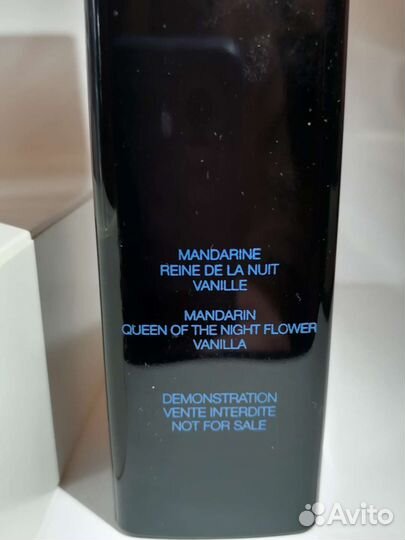 MANDARINE
REINE DE LA NUIT
VANILLE
MANDARIN
QUEEN OF THE NIGHT FLOWER
VANILLA
DEMONSTRATION
VENTE INTERDITE
NOT FOR SALE
Avito